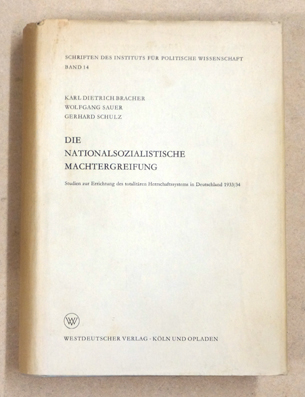 SCHRIFTEN DES INSTITUTS FÜR POLITISCHE WISSENSCHAFT
BAND 14
KARL DIETRICH BRACHER
WOLFGANG SAUER
GERHARD SCHULZ
DIE
NATIONALSOZIALISTISCHE
MACHTERGREIFUNG
Studien zur Errichtung des totalitären Herrschaftssystems in Deutschland 1933/34
WESTDEUTSCHER VERLAG · KÖLN UND OPLADEN